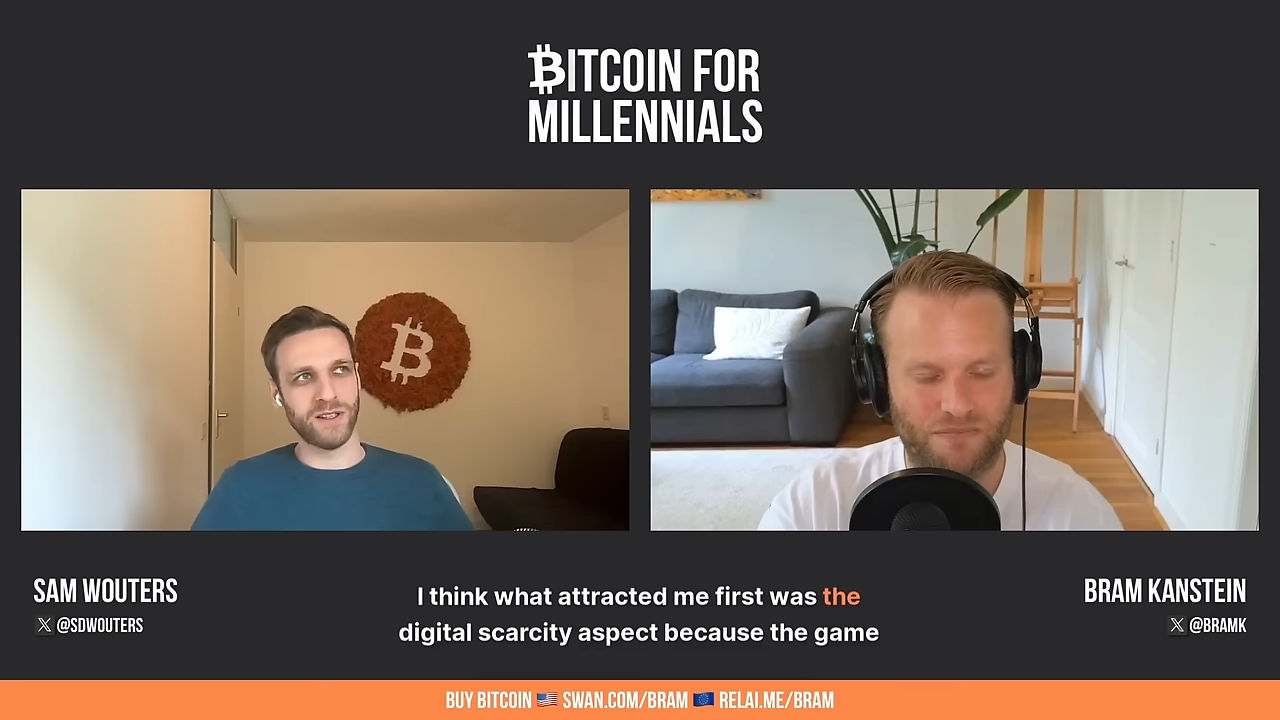 ₿ITCOIN FOR
MILLENNIALS
SAM WOUTERS
𝕏 @SDWOUTERS
I think what attracted me first was the
digital scarcity aspect because the game
BRAM KANSTEIN
𝕏 @BRAMK
BUY BITCOIN 🇺🇸 SWAN.COM/BRAM 🇪🇺 RELAI.ME/BRAM